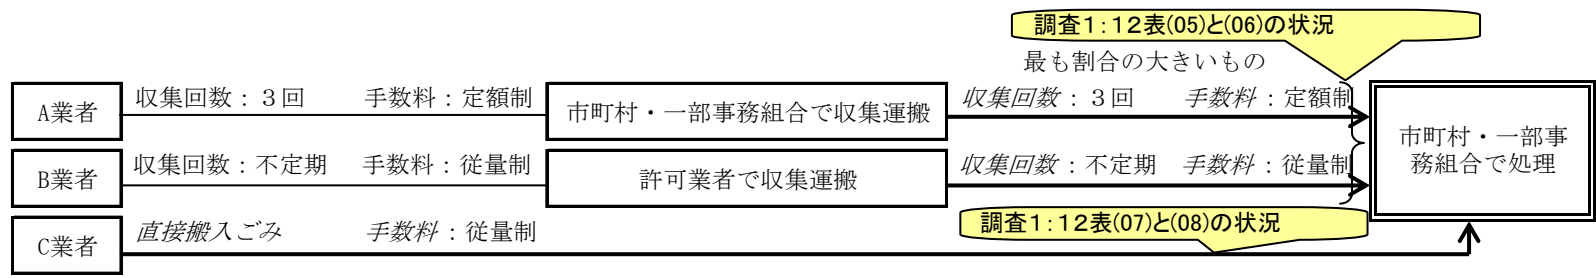 調査1:12表(05)と(06)の状況
最も割合の大きいもの
A業者
収集回数:3回 手数料:定額制
市町村・一部事務組合で収集運搬
収集回数:3回 手数料:定額制
市町村・一部事
務組合で処理
B業者
収集回数:不定期 手数料:従量制
許可業者で収集運搬
収集回数:不定期 手数料:従量制
C業者
直接搬入ごみ 手数料:従量制
調査1:12表(07)と(08)の状況